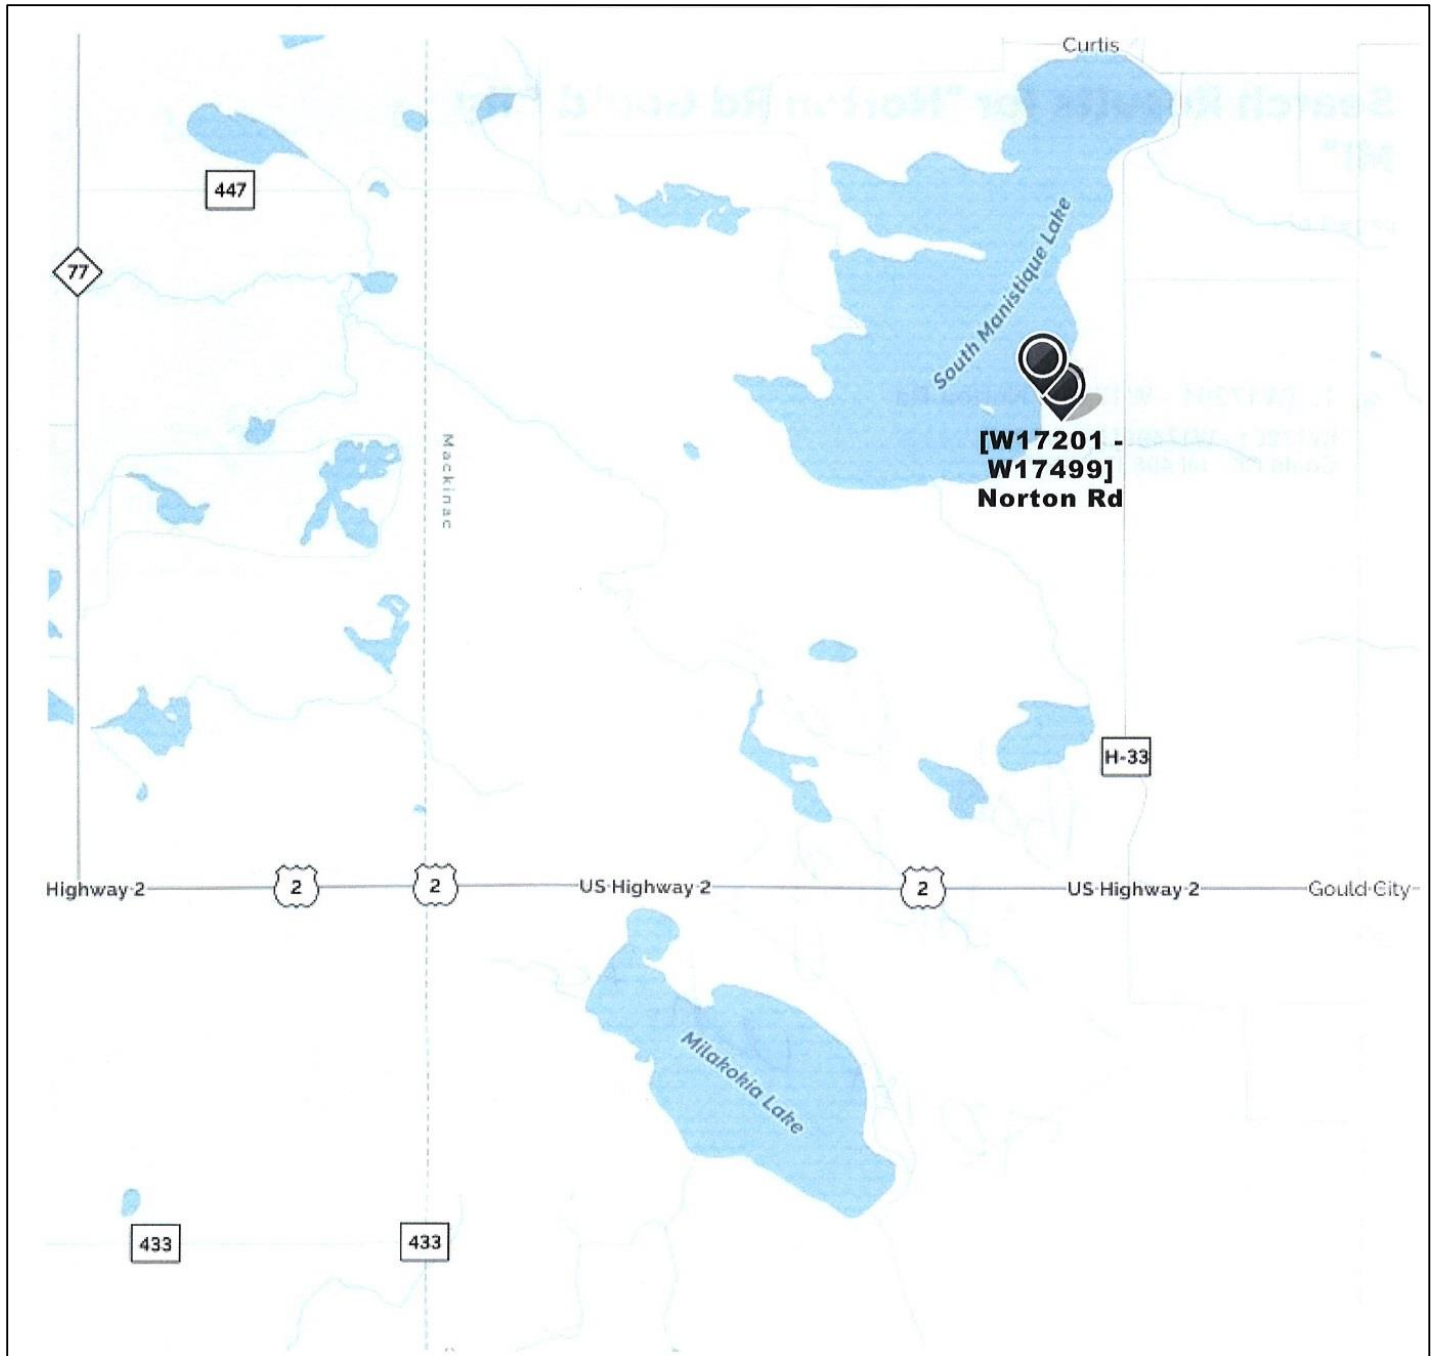 Curtis
447
77
South Manistique Lake
[W17201 -
W17499]
Norton Rd
Mackinac
H-33
Highway 2
2
2
US Highway 2
2
US Highway 2
Gould City
Milakokia Lake
433
433